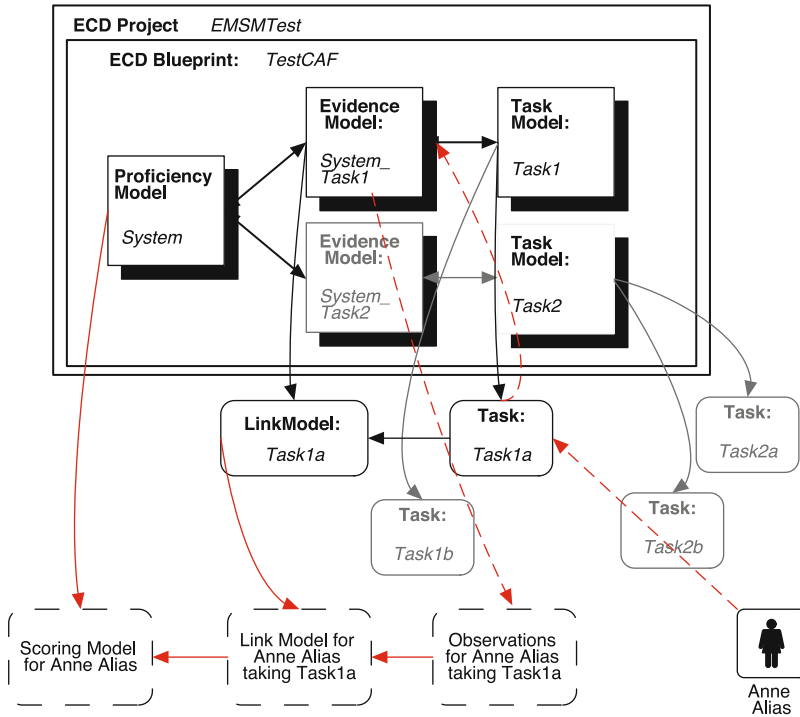 ECD Project EMSMTest
ECD Blueprint: TestCAF
Proficiency
Model
System
Evidence
Model:
System_
Task1
Task
Model:
Task1
Evidence
Model:
System_
Task2
Task
Model:
Task2
LinkModel:
Task1a
Task:
Task1a
Task:
Task2a
Task:
Task1b
Task:
Task2b
Scoring Model
for Anne Alias
Link Model for
Anne Alias
taking Task1a
Observations
for Anne Alias
taking Task1a
Anne
Alias